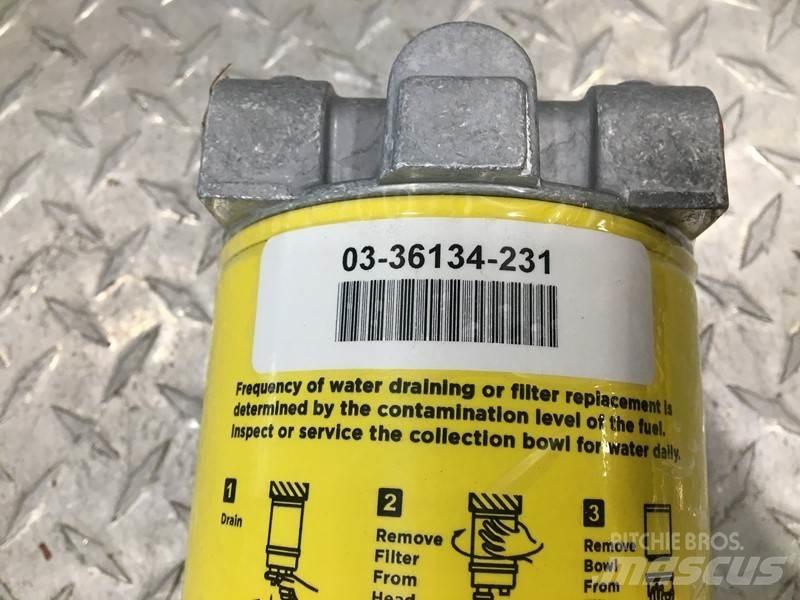 03-36134-231
Frequency of water draining or filter replacement is
determined by the contamination level of the fuel.
Inspect or service the collection bowl for water daily.
1
Drain
2
Remove
Filter
From
Head
3
Remove
Bowl
From
RITCHIE BROS.
mascus